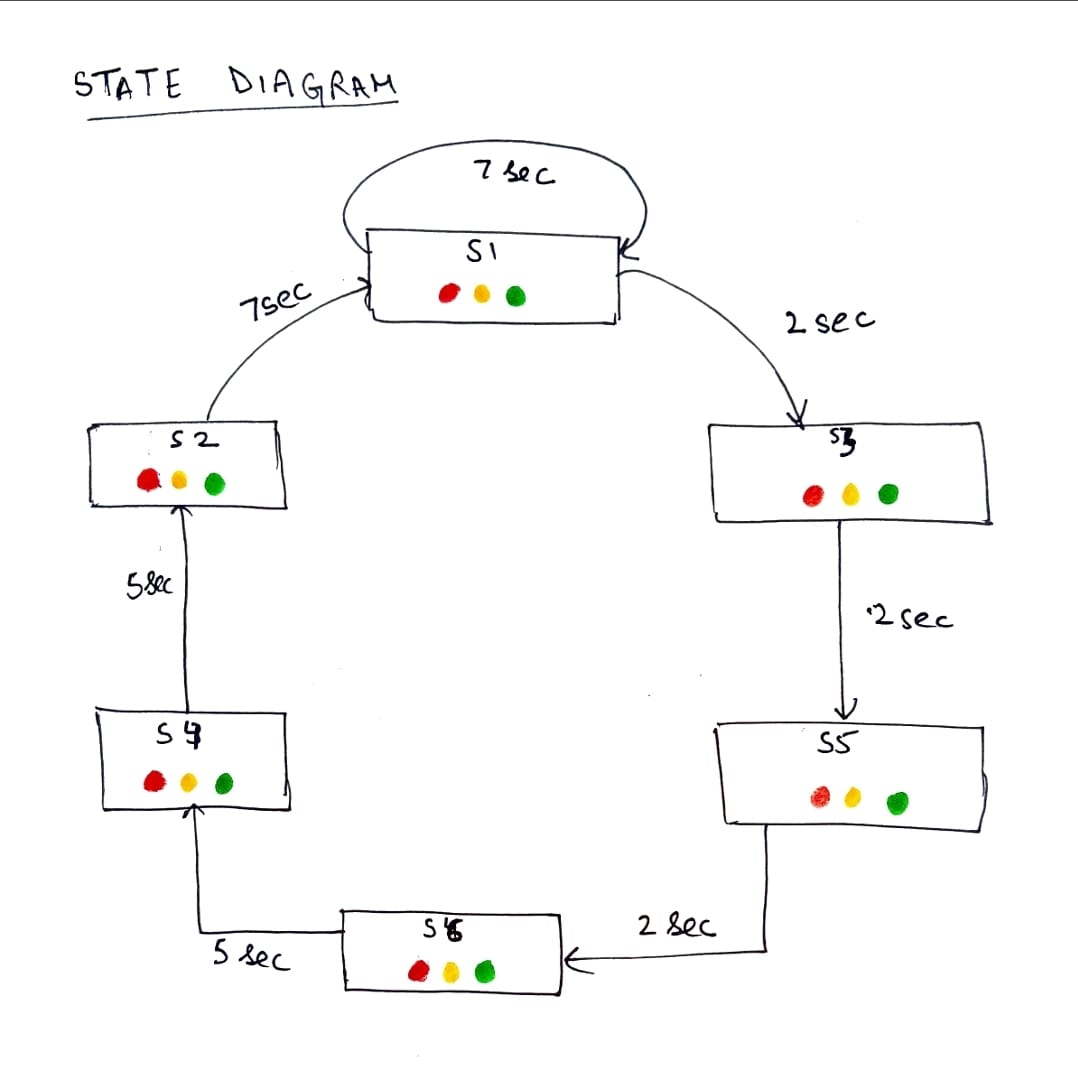 STATE DIAGRAM
7 sec
S1
7sec
2 sec
S2
S3
5sec
2 sec
S4
S5
S6
2 sec
5 sec